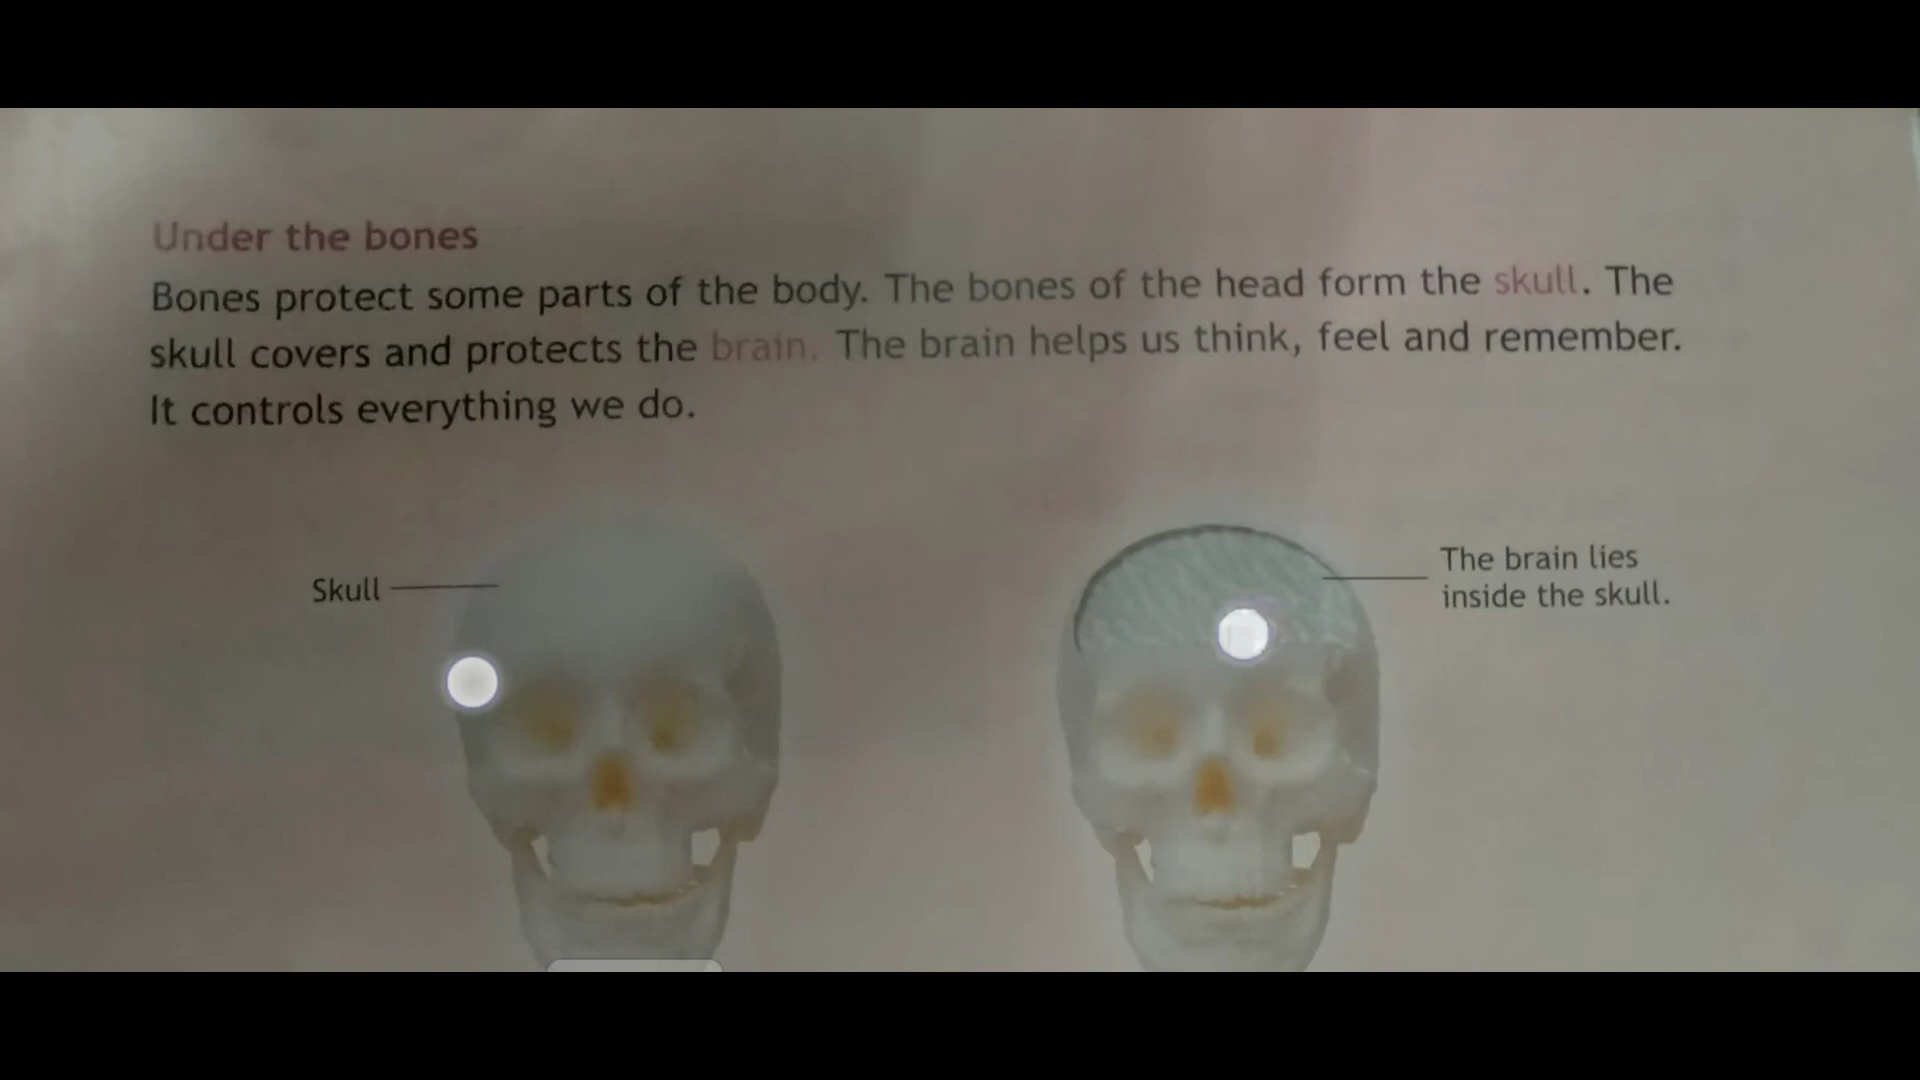 Under the bones
Bones protect some parts of the body. The bones of the head form the skull. The
skull covers and protects the brain. The brain helps us think, feel and remember.
It controls everything we do.
Skull
The brain lies
inside the skull.